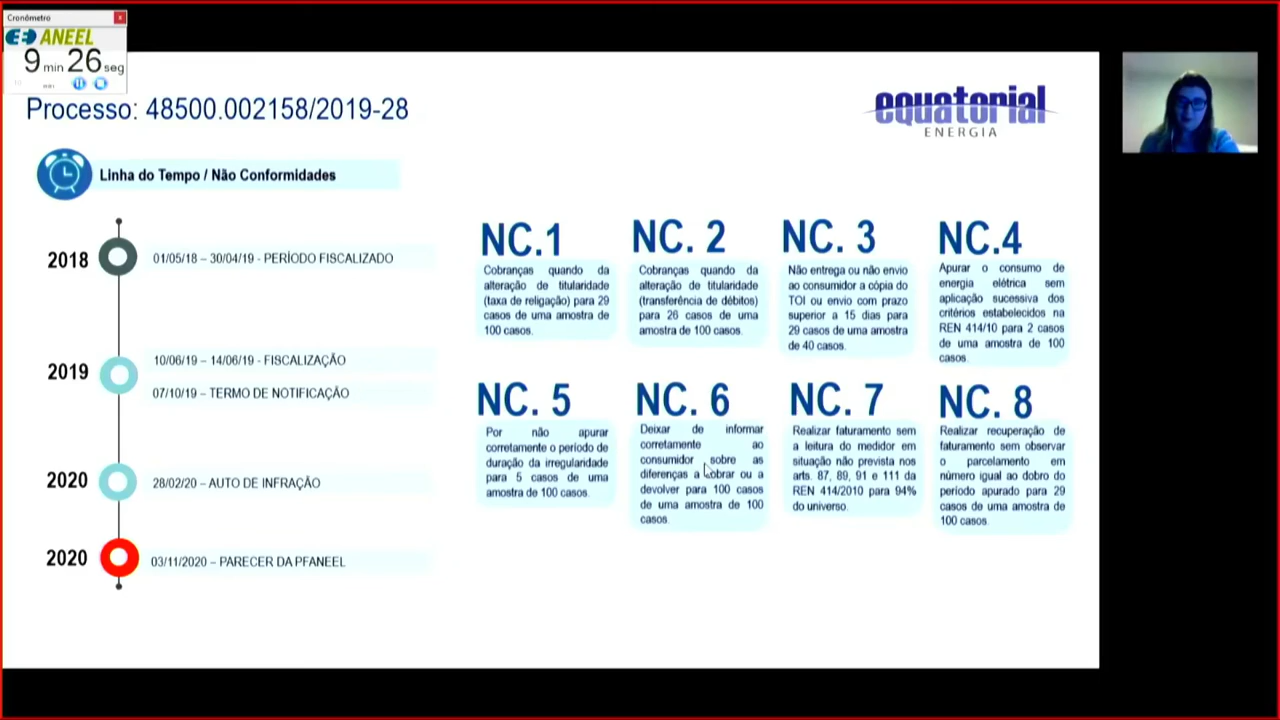 Cronômetro
ANEEL
9 min 26 seg
Processo: 48500.002158/2019-28
equatorial
ENERGIA
Linha do Tempo / Não Conformidades
2018
01/05/18 – 30/04/19 - PERÍODO FISCALIZADO
2019
10/06/19 – 14/06/19 - FISCALIZAÇÃO
07/10/19 – TERMO DE NOTIFICAÇÃO
2020
28/02/20 - AUTO DE INFRAÇÃO
2020
03/11/2020 – PARECER DA PFANEEL
NC.1
Cobranças quando da
alteração de titularidade
(taxa de religação) para 29
casos de uma amostra de
100 casos.
NC. 2
Cobranças quando da
alteração de titularidade
(transferência de débitos)
para 26 casos de uma
amostra de 100 casos.
NC. 3
Não entrega ou não envio
ao consumidor a cópia do
TOI ou envio com prazo
superior a 15 dias para
29 casos de uma amostra
de 40 casos.
NC.4
Apurar o consumo de
energia elétrica sem
aplicação sucessiva dos
critérios estabelecidos na
REN 414/10 para 2 casos
de uma amostra de 100
casos.
NC. 5
Por não apurar
corretamente o período de
duração da irregularidade
para 5 casos de uma
amostra de 100 casos.
NC. 6
Deixar de informar
corretamente ao
consumidor sobre as
diferenças a cobrar ou a
devolver para 100 casos
de uma amostra de 100
casos.
NC. 7
Realizar faturamento sem
a leitura do medidor em
situação não prevista nos
arts. 87, 89, 91 e 111 da
REN 414/2010 para 94%
do universo.
NC. 8
Realizar recuperação de
faturamento sem observar
o parcelamento em
número igual ao dobro do
período apurado para 29
casos de uma amostra de
100 casos.